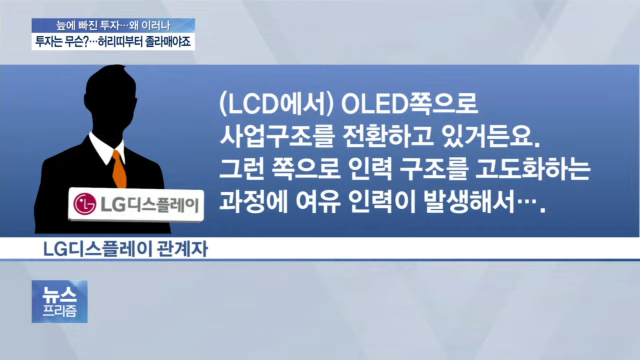 늪에 빠진 투자…왜 이러나
투자는 무슨?…허리띠부터 졸라매야죠
(LCD에서) OLED쪽으로
사업구조를 전환하고 있거든요.
그런 쪽으로 인력 구조를 고도화하는
과정에 여유 인력이 발생해서….
LG디스플레이
LG디스플레이 관계자
뉴스
프리즘